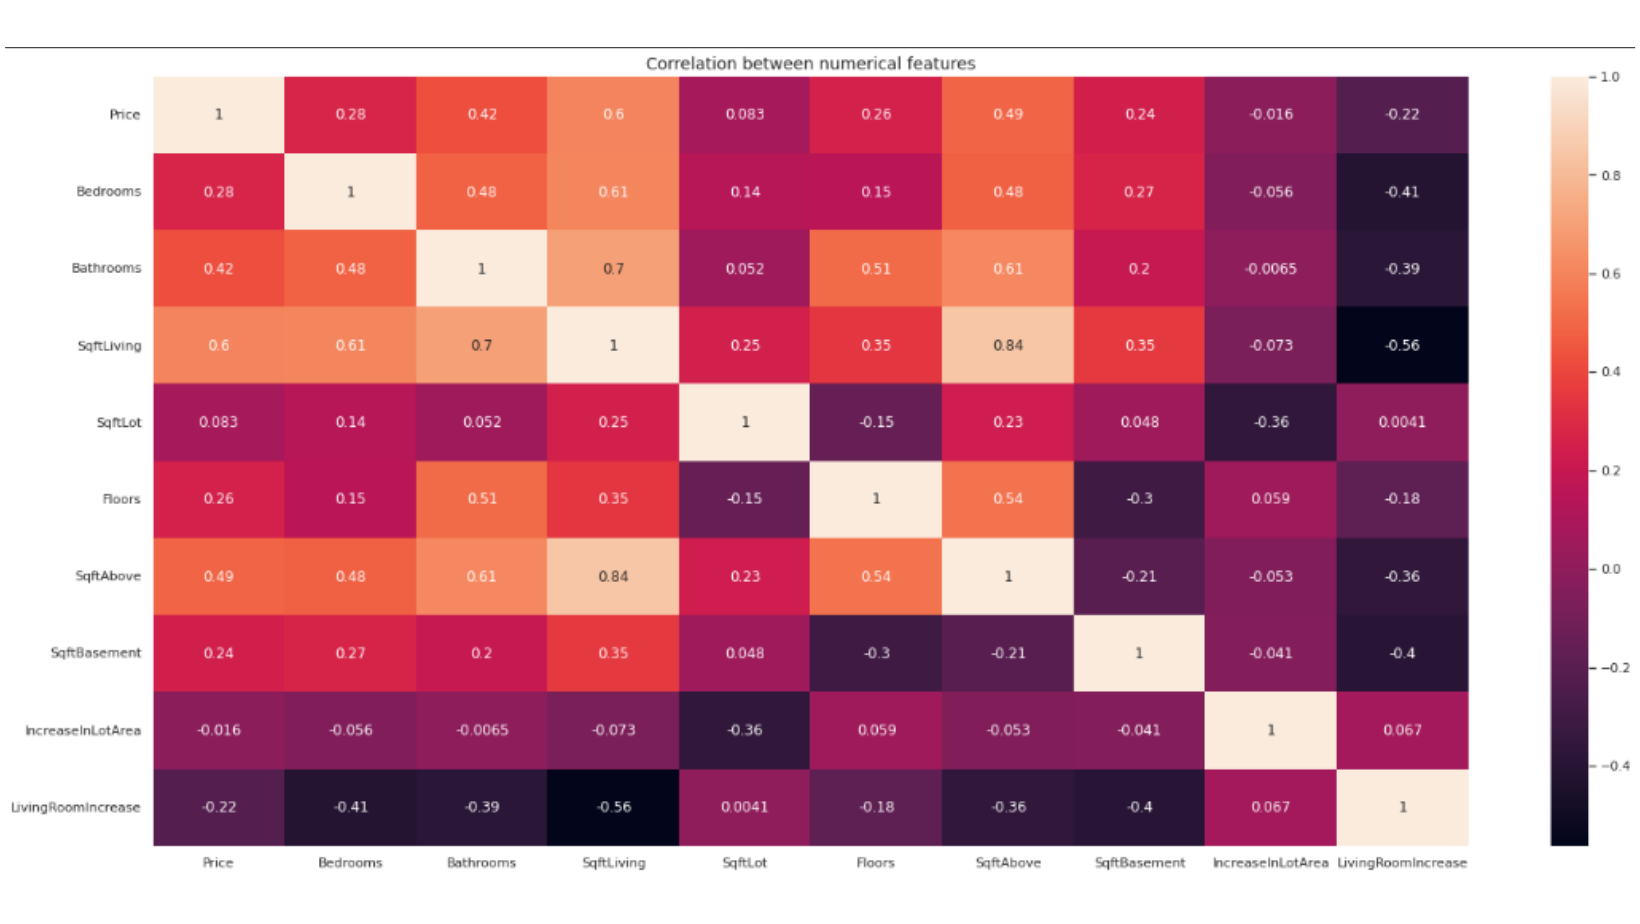 Correlation between numerical features
Price 1 0.28 0.42 0.6 0.083 0.26 0.49 0.24 -0.016 -0.22
Bedrooms 0.28 1 0.48 0.61 0.14 0.15 0.48 0.27 -0.056 -0.41
Bathrooms 0.42 0.48 1 0.7 0.052 0.51 0.61 0.2 -0.0065 -0.39
SqftLiving 0.6 0.61 0.7 1 0.25 0.35 0.84 0.35 -0.073 -0.56
SqftLot 0.083 0.14 0.052 0.25 1 -0.15 0.23 0.048 -0.36 0.0041
Floors 0.26 0.15 0.51 0.35 -0.15 1 0.54 -0.3 0.059 -0.18
SqftAbove 0.49 0.48 0.61 0.84 0.23 0.54 1 -0.21 -0.053 -0.36
SqftBasement 0.24 0.27 0.2 0.35 0.048 -0.3 -0.21 1 -0.041 -0.4
IncreaseInLotArea -0.016 -0.056 -0.0065 -0.073 -0.36 0.059 -0.053 -0.041 1 0.067
LivingRoomIncrease -0.22 -0.41 -0.39 -0.56 0.0041 -0.18 -0.36 -0.4 0.067 1
Price Bedrooms Bathrooms SqftLiving SqftLot Floors SqftAbove SqftBasement IncreaseInLotArea LivingRoomIncrease
1.0
0.8
0.6
0.4
0.2
0.0
−0.2
−0.4